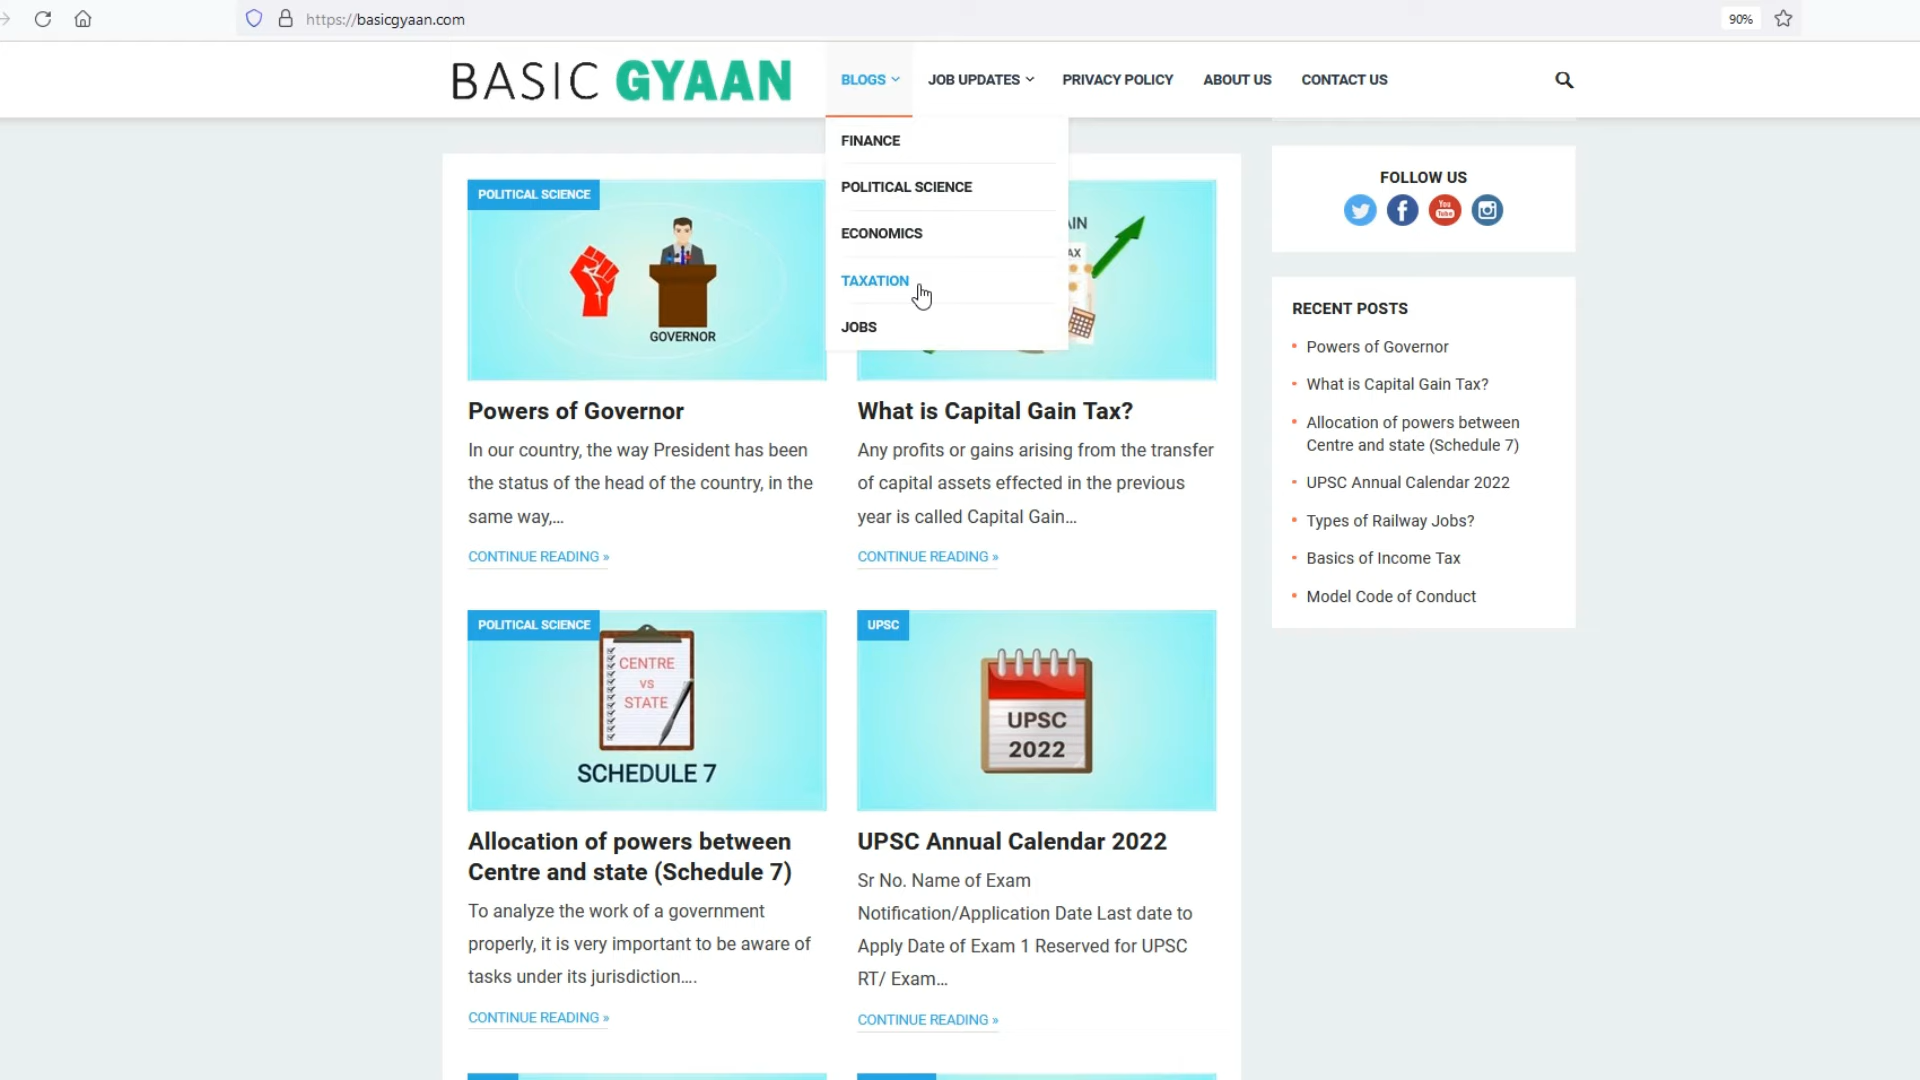 https://basicgyaan.com
90%
BASIC GYAAN
BLOGS
JOB UPDATES
PRIVACY POLICY
ABOUT US
CONTACT US
FINANCE
POLITICAL SCIENCE
ECONOMICS
TAXATION
JOBS
POLITICAL SCIENCE
GOVERNOR
Powers of Governor
In our country, the way President has been
the status of the head of the country, in the
same way,...
CONTINUE READING »
AIN
AX
What is Capital Gain Tax?
Any profits or gains arising from the transfer
of capital assets effected in the previous
year is called Capital Gain...
CONTINUE READING »
POLITICAL SCIENCE
CENTRE
vs
STATE
SCHEDULE 7
Allocation of powers between
Centre and state (Schedule 7)
To analyze the work of a government
properly, it is very important to be aware of
tasks under its jurisdiction....
CONTINUE READING »
UPSC
UPSC
2022
UPSC Annual Calendar 2022
Sr No. Name of Exam
Notification/Application Date Last date to
Apply Date of Exam 1 Reserved for UPSC
RT/ Exam...
CONTINUE READING »
FOLLOW US
You
Tube
RECENT POSTS
Powers of Governor
What is Capital Gain Tax?
Allocation of powers between
Centre and state (Schedule 7)
UPSC Annual Calendar 2022
Types of Railway Jobs?
Basics of Income Tax
Model Code of Conduct